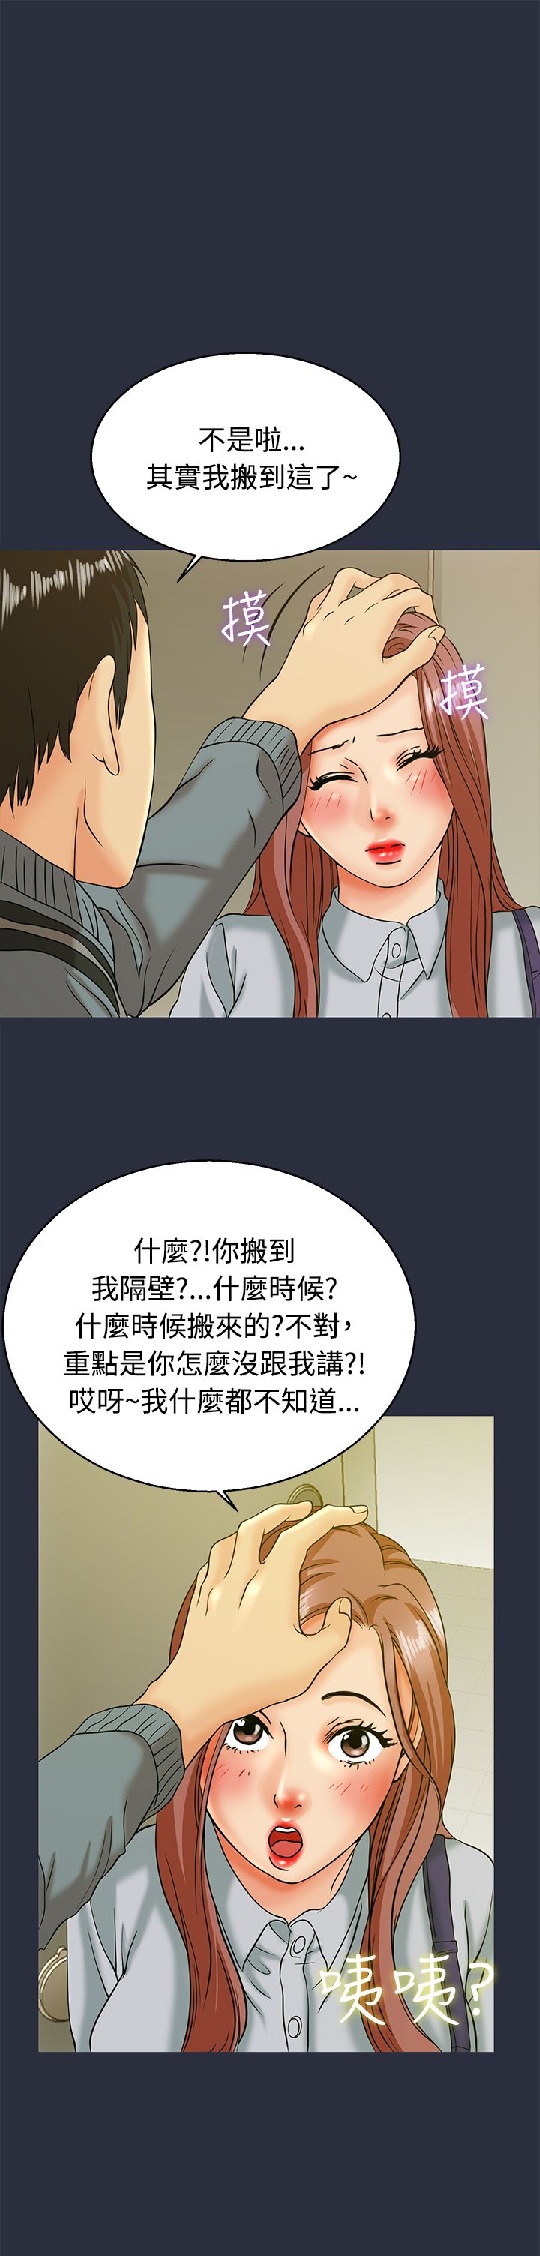 不是啦...
其實我搬到這了~
摸
摸
什麼?!你搬到
我隔壁?...什麼時候?
什麼時候搬來的?不對,
重點是你怎麼沒跟我講?!
哎呀~我什麼都不知道...
咦咦?